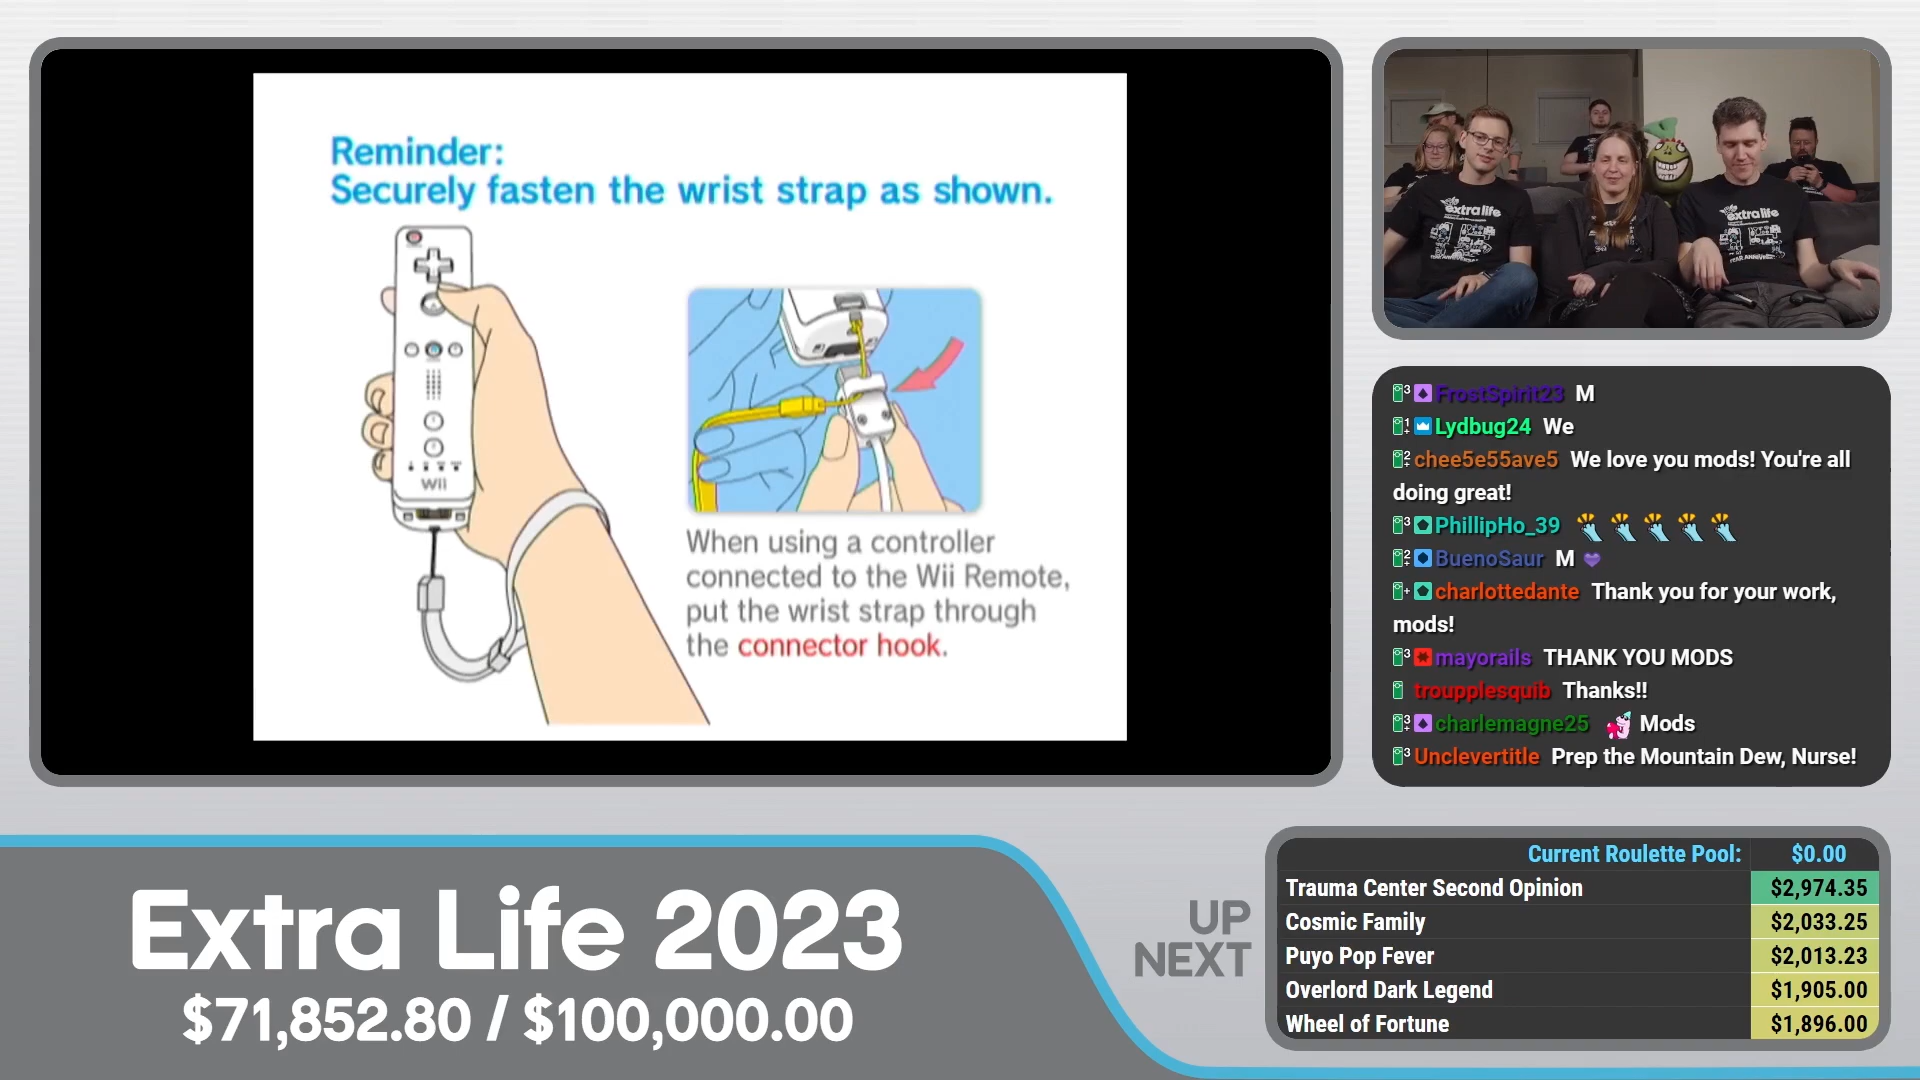 Reminder:
Securely fasten the wrist strap as shown.
Wii
When using a controller
connected to the Wii Remote,
put the wrist strap through
the connector hook.
extra life
extra life
FrostSpirit23 M
Lydbug24 We
chee5e55ave5 We love you mods! You're all
doing great!
PhillipHo_39
BuenoSaur M
charlottedante Thank you for your work,
mods!
mayorails THANK YOU MODS
troupplesquib Thanks!!
charlemagne25 Mods
Unclevertitle Prep the Mountain Dew, Nurse!
Extra Life 2023
$71,852.80 / $100,000.00
UP
NEXT
Current Roulette Pool: $0.00
Trauma Center Second Opinion $2,974.35
Cosmic Family $2,033.25
Puyo Pop Fever $2,013.23
Overlord Dark Legend $1,905.00
Wheel of Fortune $1,896.00